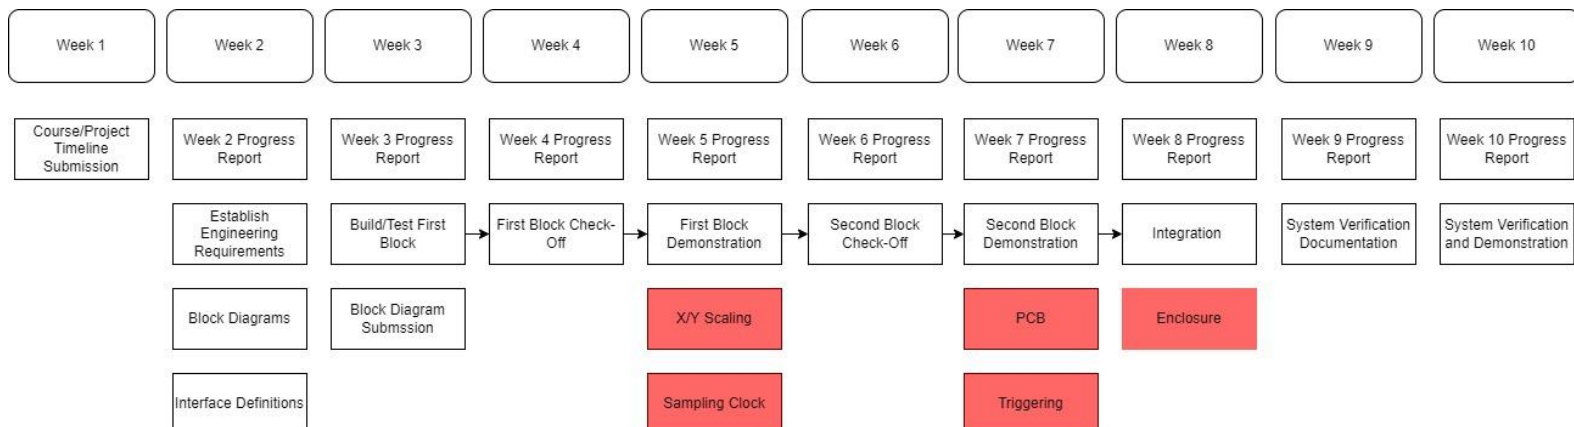 Week 1
Week 2
Week 3
Week 4
Week 5
Week 6
Week 7
Week 8
Week 9
Week 10
Course/Project
Timeline
Submission
Week 2 Progress
Report
Week 3 Progress
Report
Week 4 Progress
Report
Week 5 Progress
Report
Week 6 Progress
Report
Week 7 Progress
Report
Week 8 Progress
Report
Week 9 Progress
Report
Week 10 Progress
Report
Establish
Engineering
Requirements
Build/Test First
Block
First Block Check-
Off
First Block
Demonstration
Second Block
Check-Off
Second Block
Demonstration
Integration
System Verification
Documentation
System Verification
and Demonstration
Block Diagrams
Block Diagram
Submssion
X/Y Scaling
PCB
Enclosure
Interface Definitions
Sampling Clock
Triggering